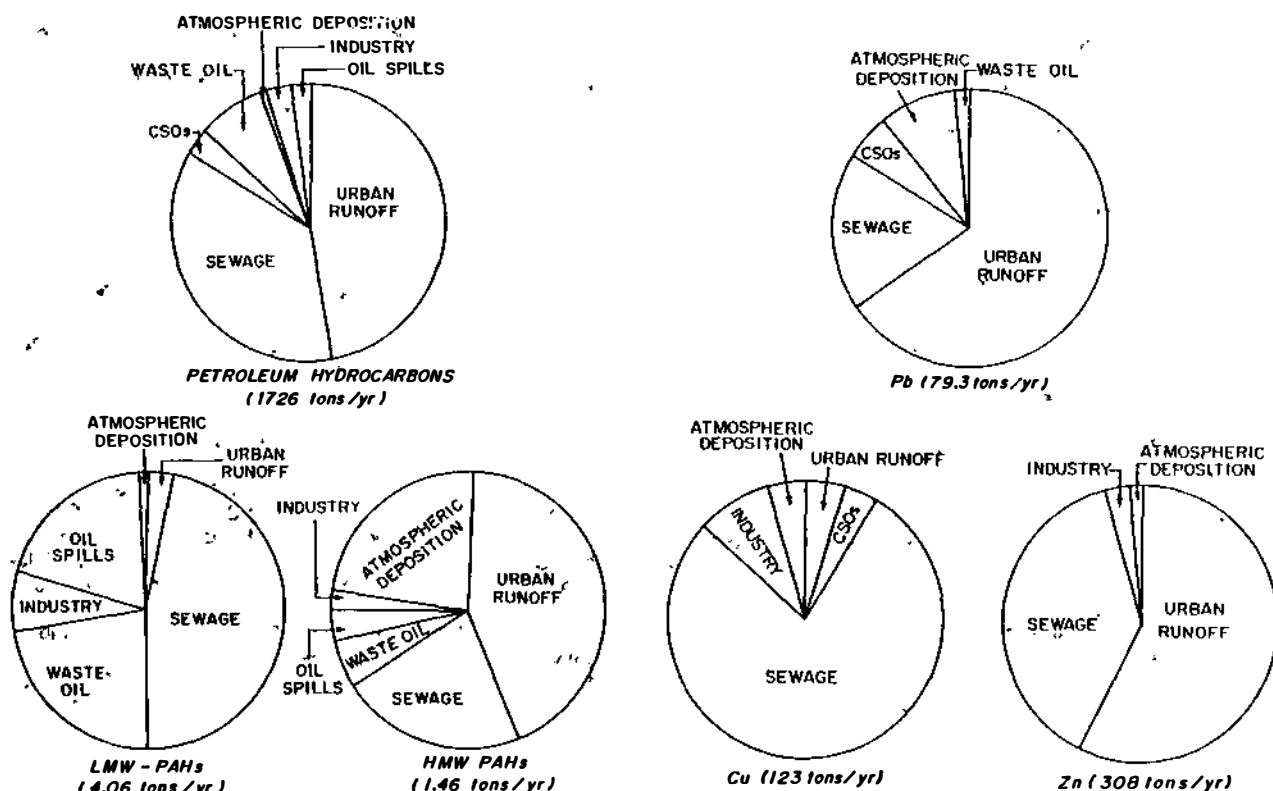 ATMOSPHERIC DEPOSITION
INDUSTRY
WASTE OIL
OIL SPILLS
CSOs
URBAN
RUNOFF
SEWAGE
PETROLEUM HYDROCARBONS
(1726 tons/yr)
ATMOSPHERIC
DEPOSITION
WASTE OIL
CSOs
SEWAGE
URBAN
RUNOFF
Pb (79.3 tons/yr)
ATMOSPHERIC
DEPOSITION
URBAN
RUNOFF
OIL
SPILLS
INDUSTRY
SEWAGE
WASTE
OIL
LMW-PAHs
(4.06 tons/yr)
INDUSTRY
ATMOSPHERIC
DEPOSITION
URBAN
RUNOFF
OIL
SPILLS
WASTE OIL
SEWAGE
HMW PAHs
(1.46 tons/yr)
ATMOSPHERIC
DEPOSITION
URBAN RUNOFF
INDUSTRY
CSOs
SEWAGE
Cu (123 tons/yr)
INDUSTRY
ATMOSPHERIC
DEPOSITION
SEWAGE
URBAN
RUNOFF
Zn (308 tons/yr)